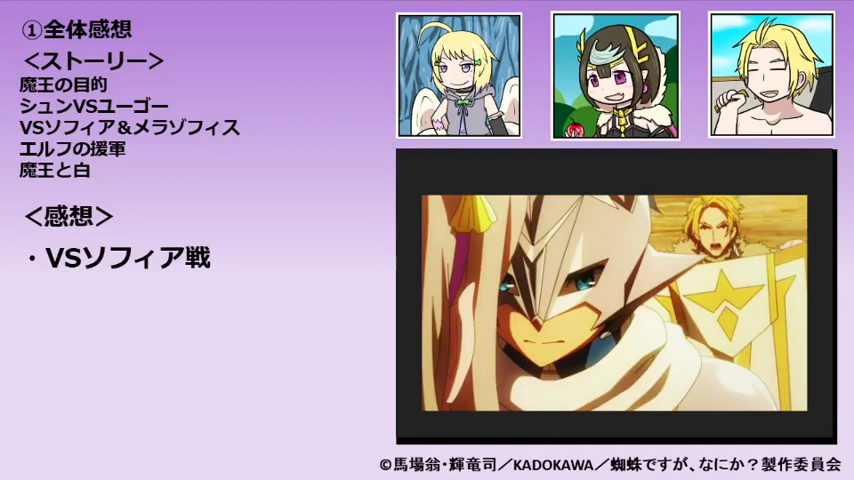 ①全体感想
＜ストーリー＞
魔王の目的
シュンVSユーゴー
VSソフィア＆メラゾフィス
エルフの援軍
魔王と白
＜感想＞
・VSソフィア戦
©馬場翁・輝竜司／KADOKAWA／蜘蛛ですが、なにか？製作委員会